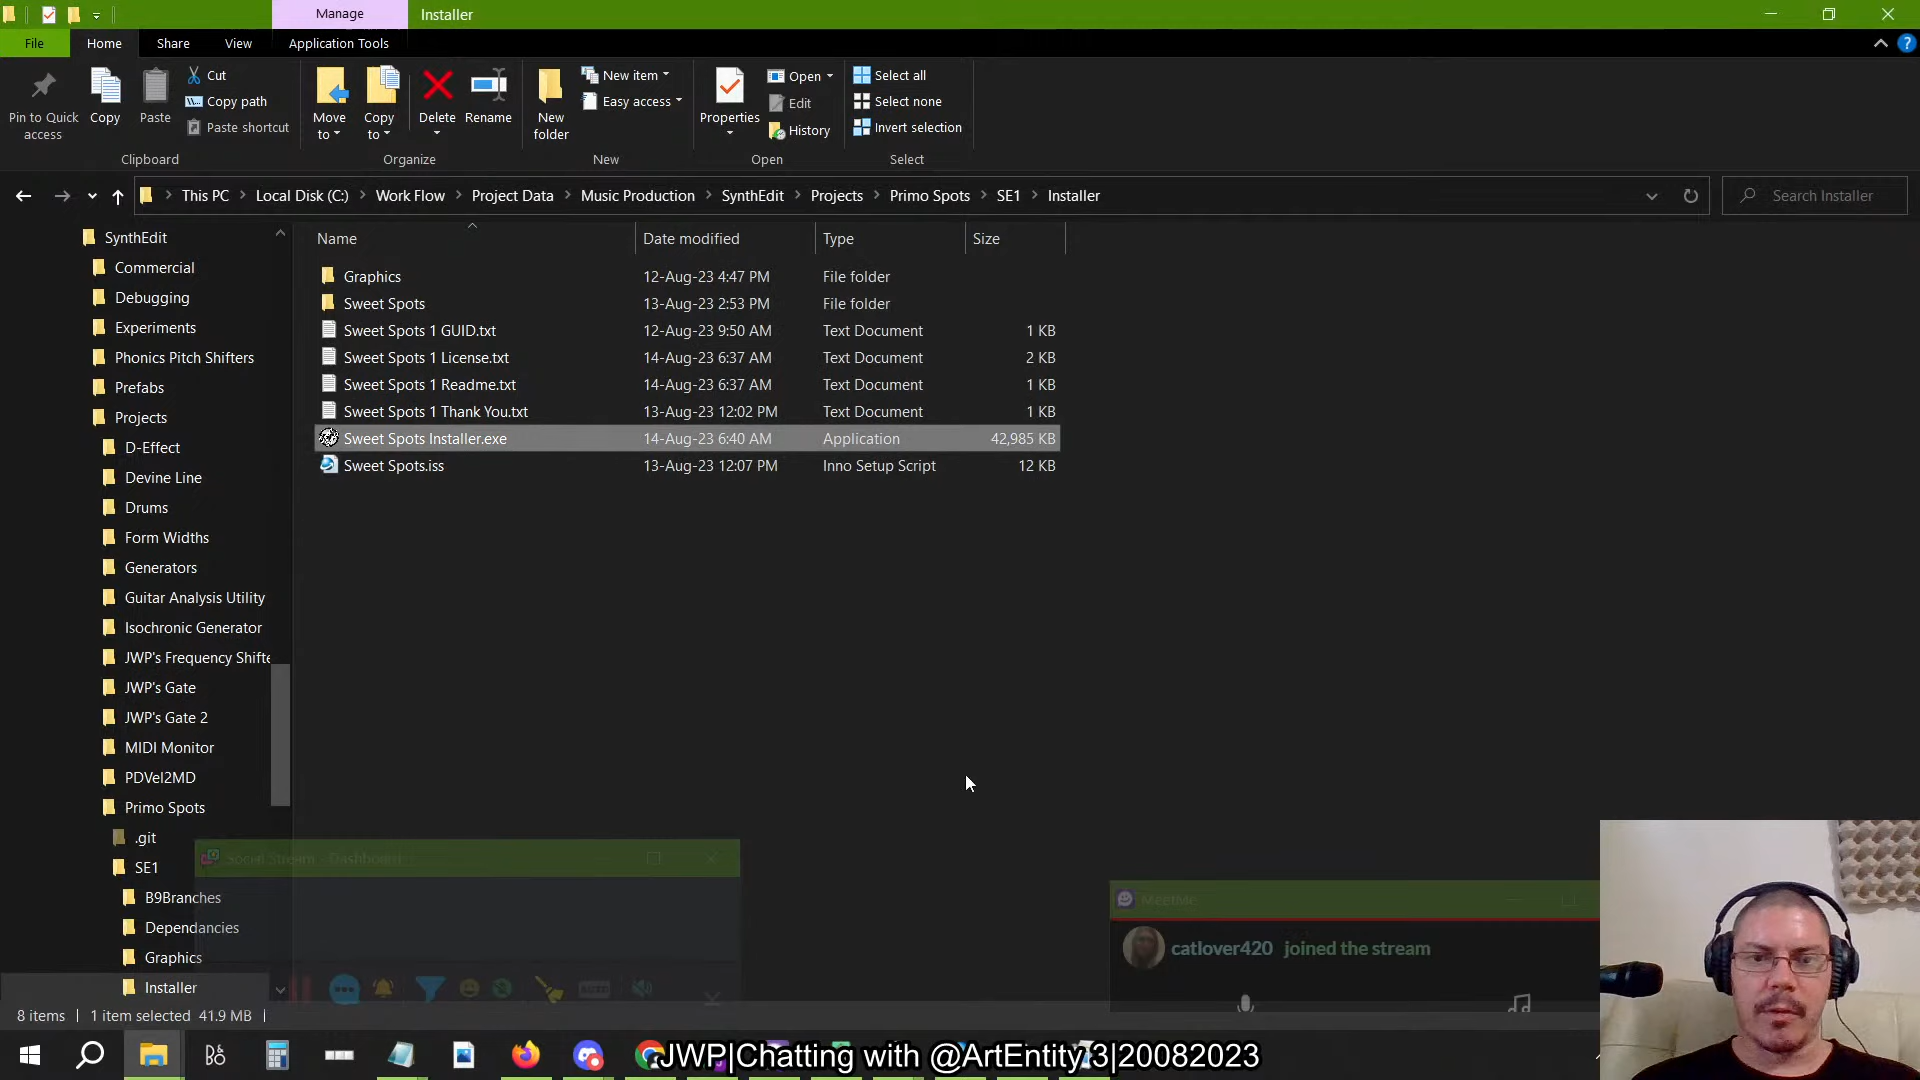 Manage
Installer
File
Home
Share
View
Application Tools
Pin to Quick access
Copy
Paste
Cut
Copy path
Paste shortcut
Clipboard
Move to
Copy to
Delete
Rename
Organize
New folder
New item
Easy access
New
Properties
Open
Edit
History
Open
Select all
Select none
Invert selection
Select
This PC
Local Disk (C:)
Work Flow
Project Data
Music Production
SynthEdit
Projects
Primo Spots
SE1
Installer
Search Installer
Name
Date modified
Type
Size
Graphics 12-Aug-23 4:47 PM File folder
Sweet Spots 13-Aug-23 2:53 PM File folder
Sweet Spots 1 GUID.txt 12-Aug-23 9:50 AM Text Document 1 KB
Sweet Spots 1 License.txt 14-Aug-23 6:37 AM Text Document 2 KB
Sweet Spots 1 Readme.txt 14-Aug-23 6:37 AM Text Document 1 KB
Sweet Spots 1 Thank You.txt 13-Aug-23 12:02 PM Text Document 1 KB
Sweet Spots Installer.exe 14-Aug-23 6:40 AM Application 42,985 KB
Sweet Spots.iss 13-Aug-23 12:07 PM Inno Setup Script 12 KB
SynthEdit
Commercial
Debugging
Experiments
Phonics Pitch Shifters
Prefabs
Projects
D-Effect
Devine Line
Drums
Form Widths
Generators
Guitar Analysis Utility
Isochronic Generator
JWP's Frequency Shifte
JWP's Gate
JWP's Gate 2
MIDI Monitor
PDVel2MD
Primo Spots
.git
SE1
B9Branches
Dependancies
Graphics
Installer
Social Stream - Dashboard
MeetMe
catlover420 joined the stream
8 items
1 item selected 41.9 MB
JWP|Chatting with @ArtEntity 3|20082023